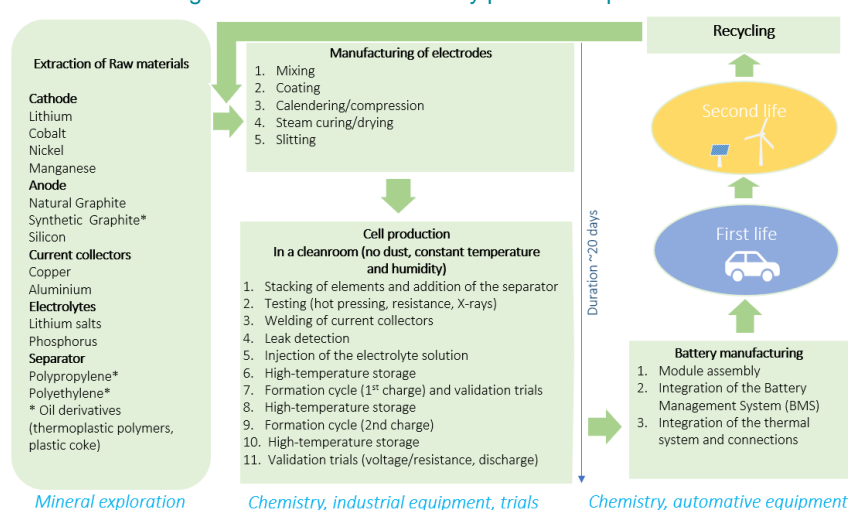 Extraction of Raw materials
Cathode
Lithium
Cobalt
Nickel
Manganese
Anode
Natural Graphite
Synthetic Graphite*
Silicon
Current collectors
Copper
Aluminium
Electrolytes
Lithium salts
Phosphorus
Separator
Polypropylene*
Polyethylene*
* Oil derivatives
(thermoplastic polymers,
plastic coke)
Mineral exploration
Manufacturing of electrodes
1. Mixing
2. Coating
3. Calendering/compression
4. Steam curing/drying
5. Slitting
Cell production
In a cleanroom (no dust, constant temperature
and humidity)
1. Stacking of elements and addition of the separator
2. Testing (hot pressing, resistance, X-rays)
3. Welding of current collectors
4. Leak detection
5. Injection of the electrolyte solution
6. High-temperature storage
7. Formation cycle (1st charge) and validation trials
8. High-temperature storage
9. Formation cycle (2nd charge)
10. High-temperature storage
11. Validation trials (voltage/resistance, discharge)
Chemistry, industrial equipment, trials
Duration ~20 days
Recycling
Second life
First life
Battery manufacturing
1. Module assembly
2. Integration of the Battery
Management System (BMS)
3. Integration of the thermal
system and connections
Chemistry, automative equipment